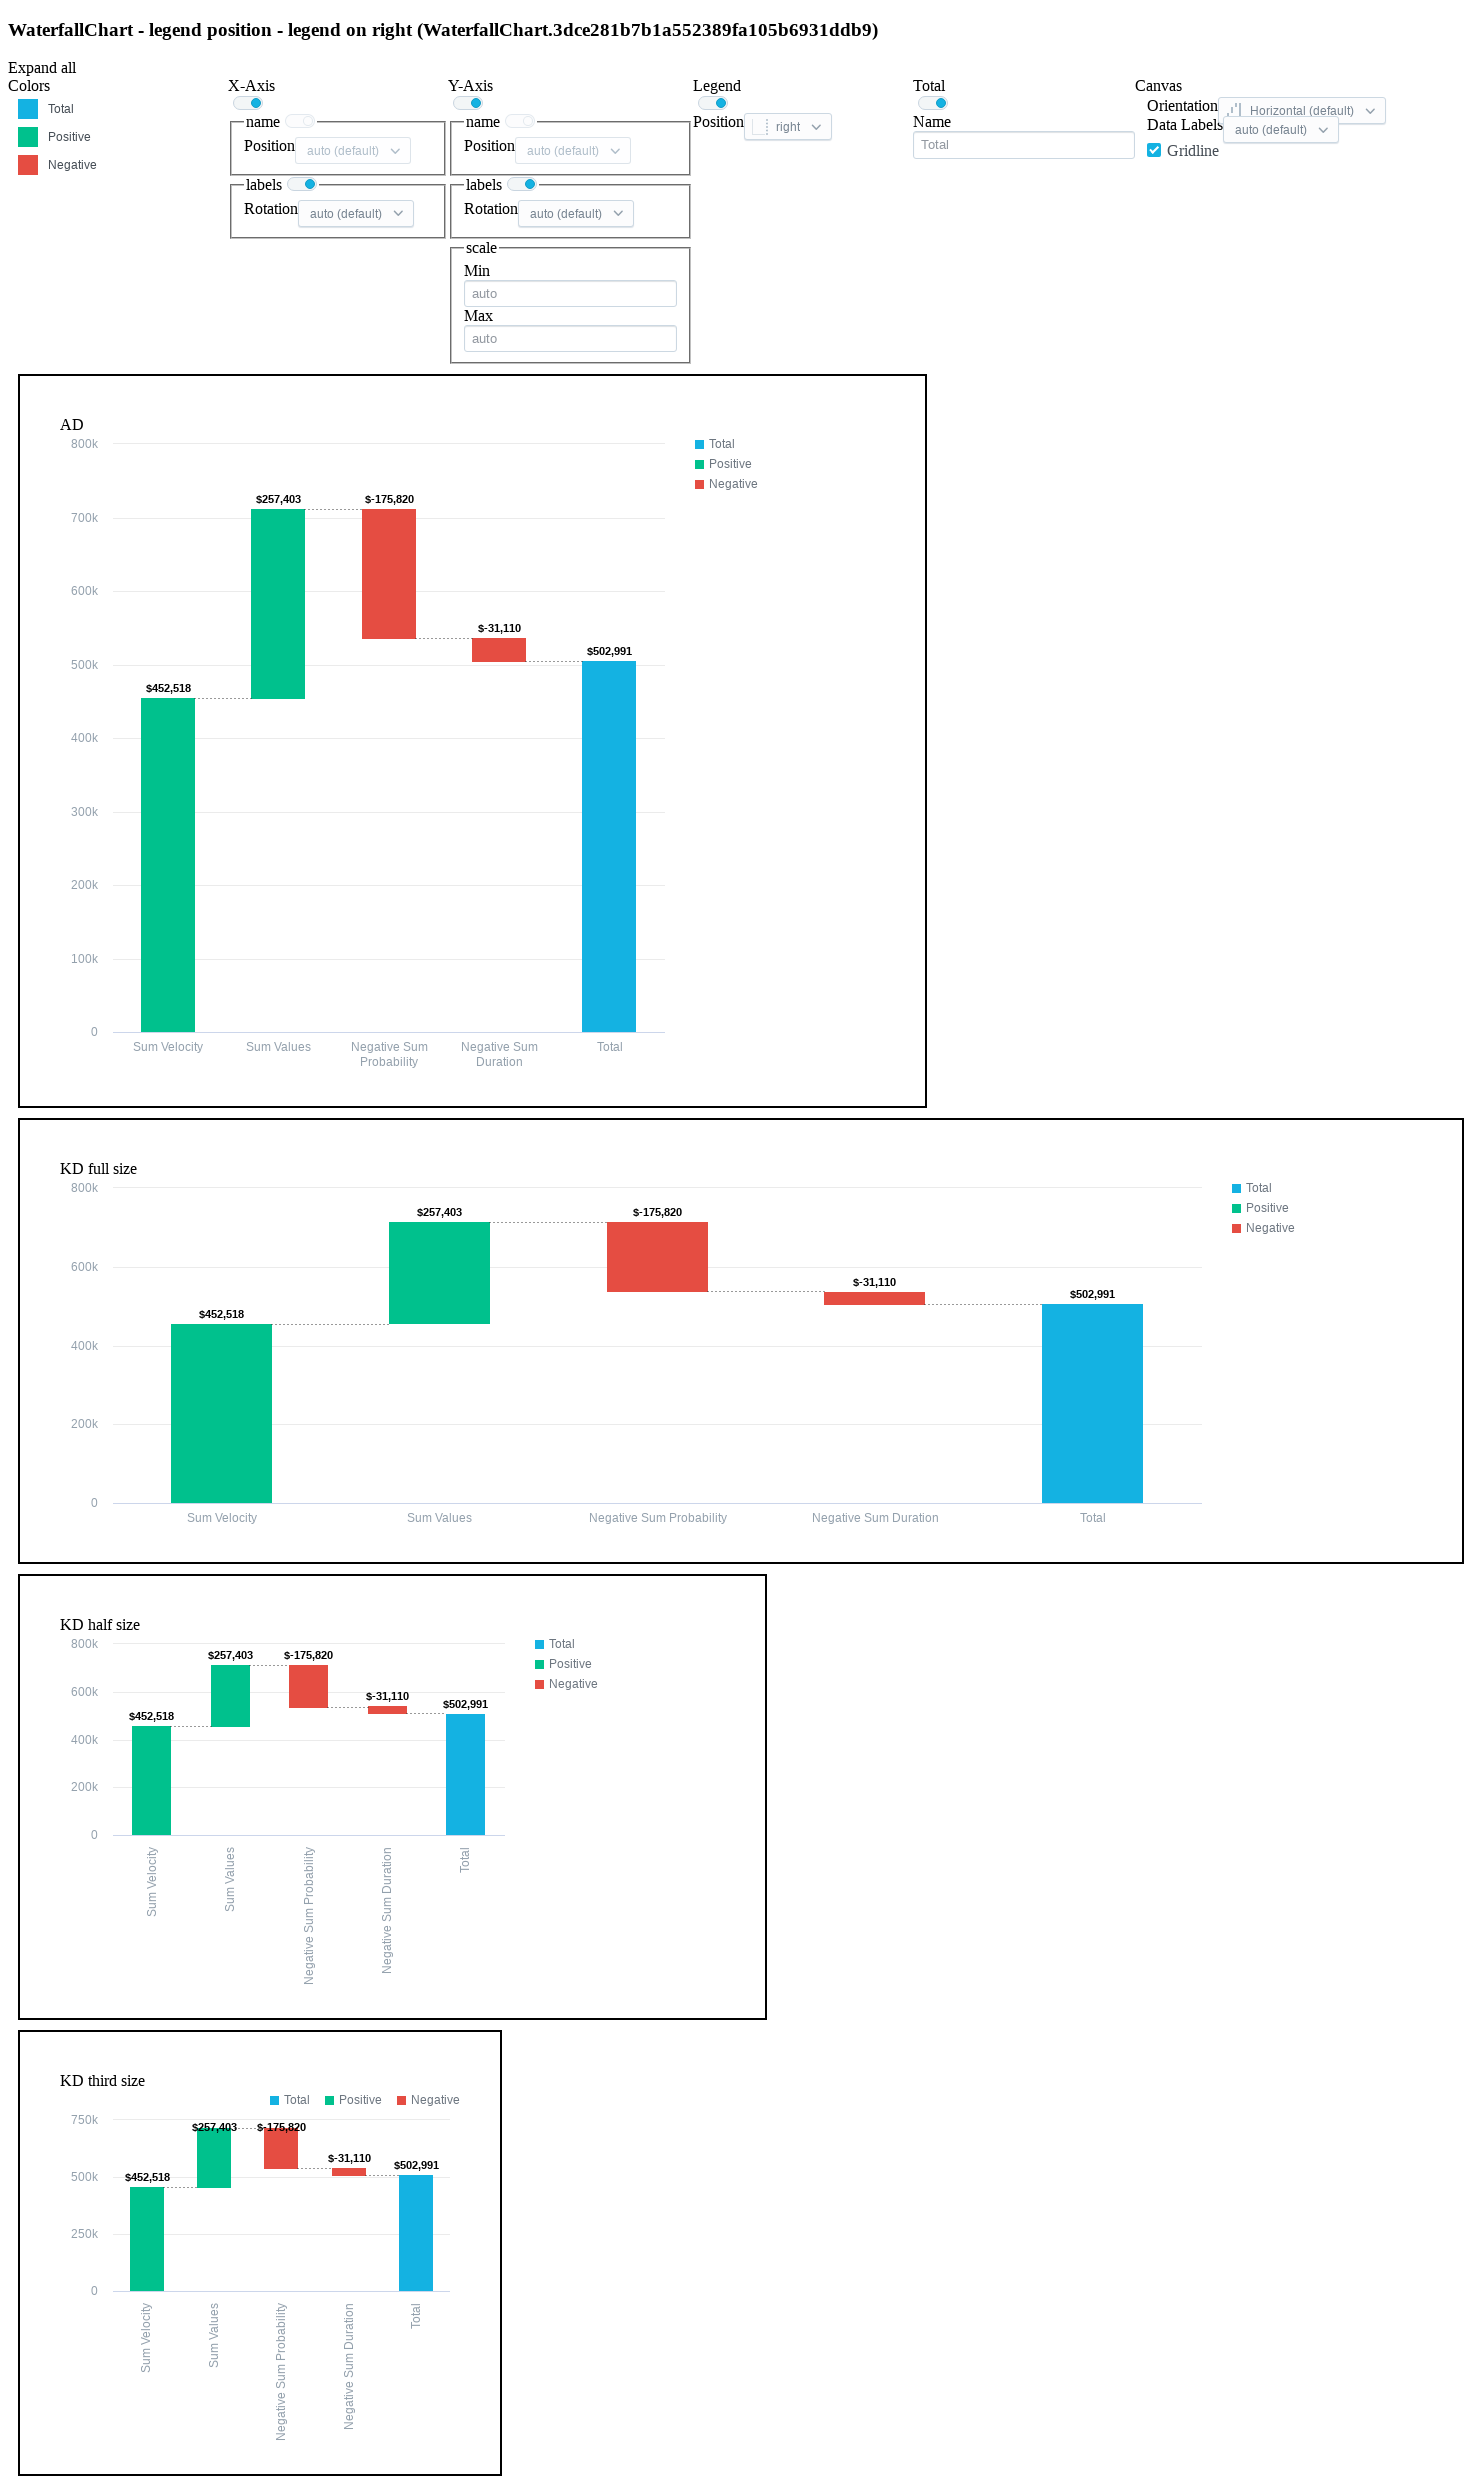 WaterfallChart - legend position - legend on right (WaterfallChart.3dce281b7b1a552389fa105b6931ddb9)
Expand all
Colors
Total
Positive
Negative
X-Axis
name
Position auto (default)
labels
Rotation auto (default)
Y-Axis
name
Position auto (default)
labels
Rotation auto (default)
scale
Min
auto
Max
auto
Legend
Position right
Total
Name
Total
Canvas
Orientation Horizontal (default)
Data Labels auto (default)
Gridline
AD
800k
700k
600k
500k
400k
300k
200k
100k
0
$452,518
$257,403
$-175,820
$-31,110
$502,991
Sum Velocity
Sum Values
Negative Sum
Probability
Negative Sum
Duration
Total
Total
Positive
Negative
KD full size
800k
600k
400k
200k
0
$452,518
$257,403
$-175,820
$-31,110
$502,991
Sum Velocity
Sum Values
Negative Sum Probability
Negative Sum Duration
Total
Total
Positive
Negative
KD half size
800k
600k
400k
200k
0
$452,518
$257,403
$-175,820
$-31,110
$502,991
Sum Velocity
Sum Values
Negative Sum Probability
Negative Sum Duration
Total
Total
Positive
Negative
KD third size
Total
Positive
Negative
750k
500k
250k
0
$452,518
$257,403
$-175,820
$-31,110
$502,991
Sum Velocity
Sum Values
Negative Sum Probability
Negative Sum Duration
Total